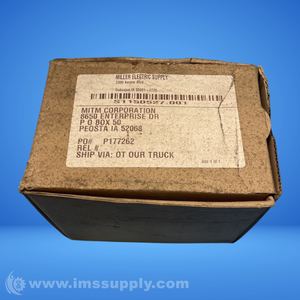 MILLER ELECTRIC SUPPLY
S1150527.001
MITM CORPORATION
8650 ENTERPRISE DR
P O BOX 50
PEOSTA IA 52068
PO# P177262
REL #
SHIP VIA: OT OUR TRUCK
www.imssupply.com